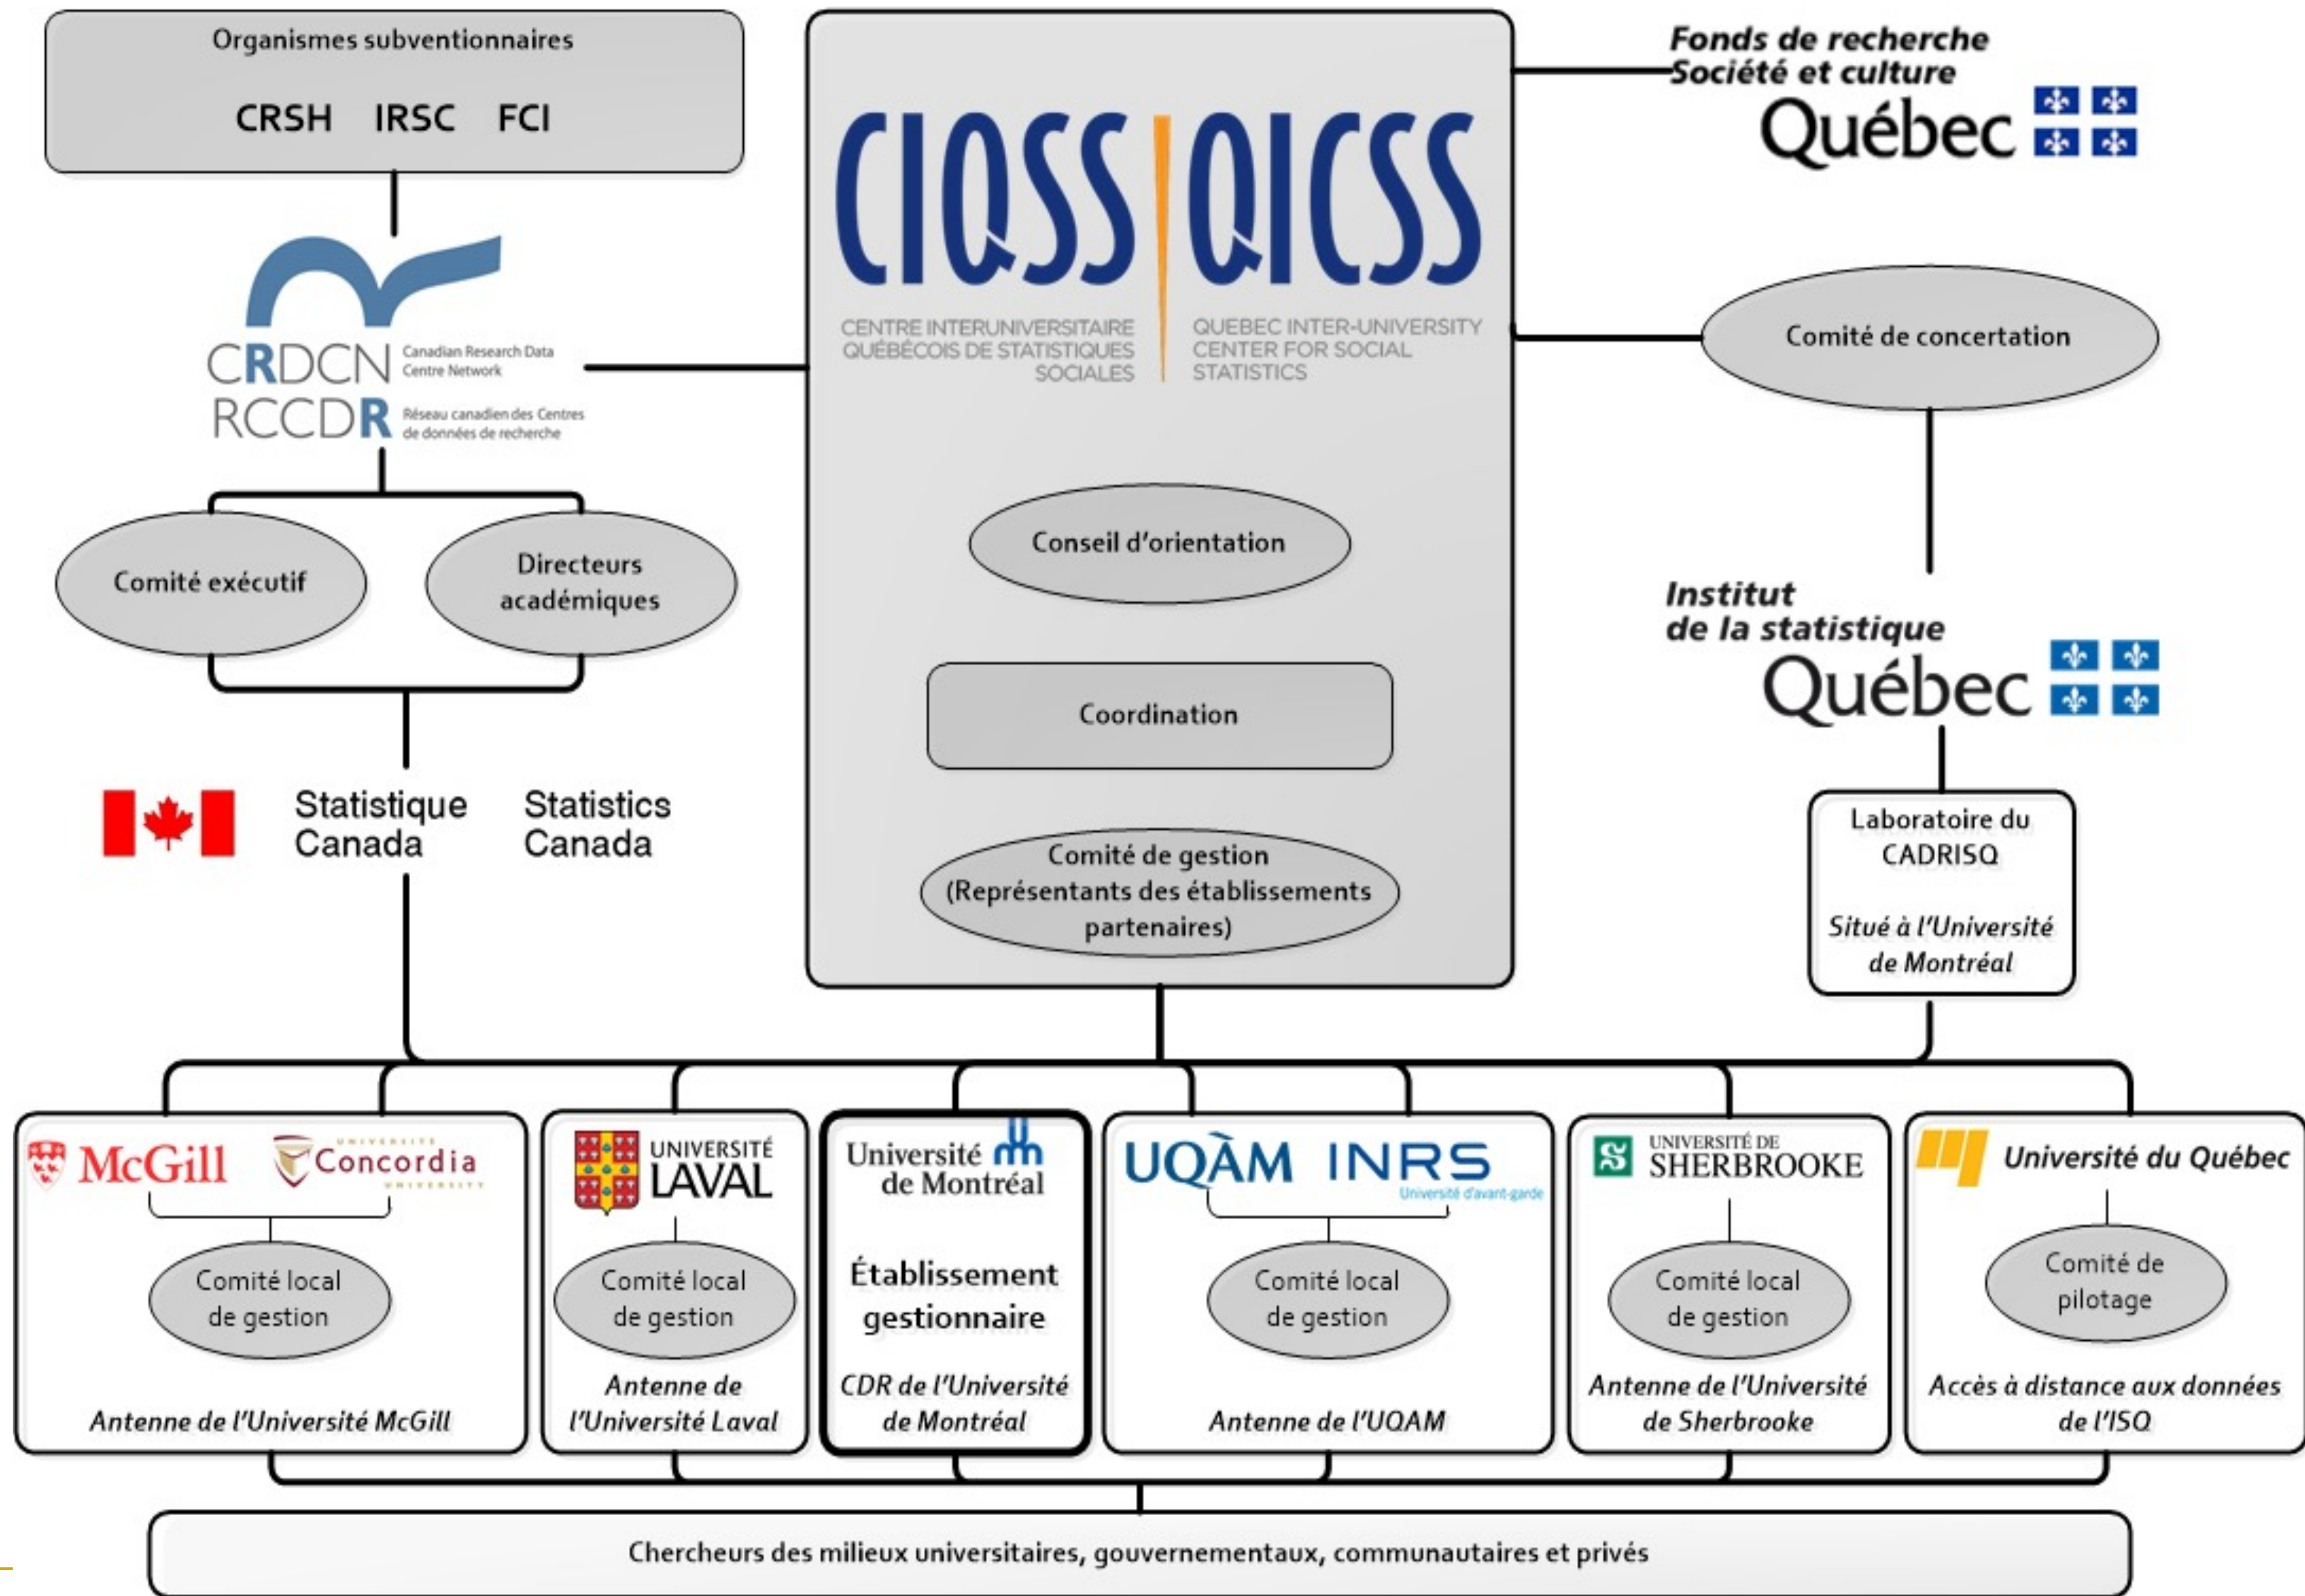 Organismes subventionnaires
CRSH IRSC FCI
CRDCN Canadian Research Data
Centre Network
RCCDR Réseau canadien des Centres
de données de recherche
Comité exécutif
Directeurs
académiques
Statistique
Canada
Statistics
Canada
CIQSS QICSS
CENTRE INTERUNIVERSITAIRE
QUÉBÉCOIS DE STATISTIQUES
SOCIALES
QUEBEC INTER-UNIVERSITY
CENTER FOR SOCIAL
STATISTICS
Conseil d'orientation
Coordination
Comité de gestion
(Représentants des établissements
partenaires)
Fonds de recherche
Société et culture
Québec
Comité de concertation
Institut
de la statistique
Québec
Laboratoire du
CADRISQ
Situé à l'Université
de Montréal
McGill
UNIVERSITÉ
Concordia
UNIVERSITY
Comité local
de gestion
Antenne de l'Université McGill
UNIVERSITÉ
LAVAL
Comité local
de gestion
Antenne de
l'Université Laval
Université
de Montréal
Établissement
gestionnaire
CDR de l'Université
de Montréal
UQÀM INRS
Université d'avant-garde
Comité local
de gestion
Antenne de l'UQAM
UNIVERSITÉ DE
SHERBROOKE
Comité local
de gestion
Antenne de l'Université
de Sherbrooke
Université du Québec
Comité de
pilotage
Accès à distance aux données
de l'ISQ
Chercheurs des milieux universitaires, gouvernementaux, communautaires et privés